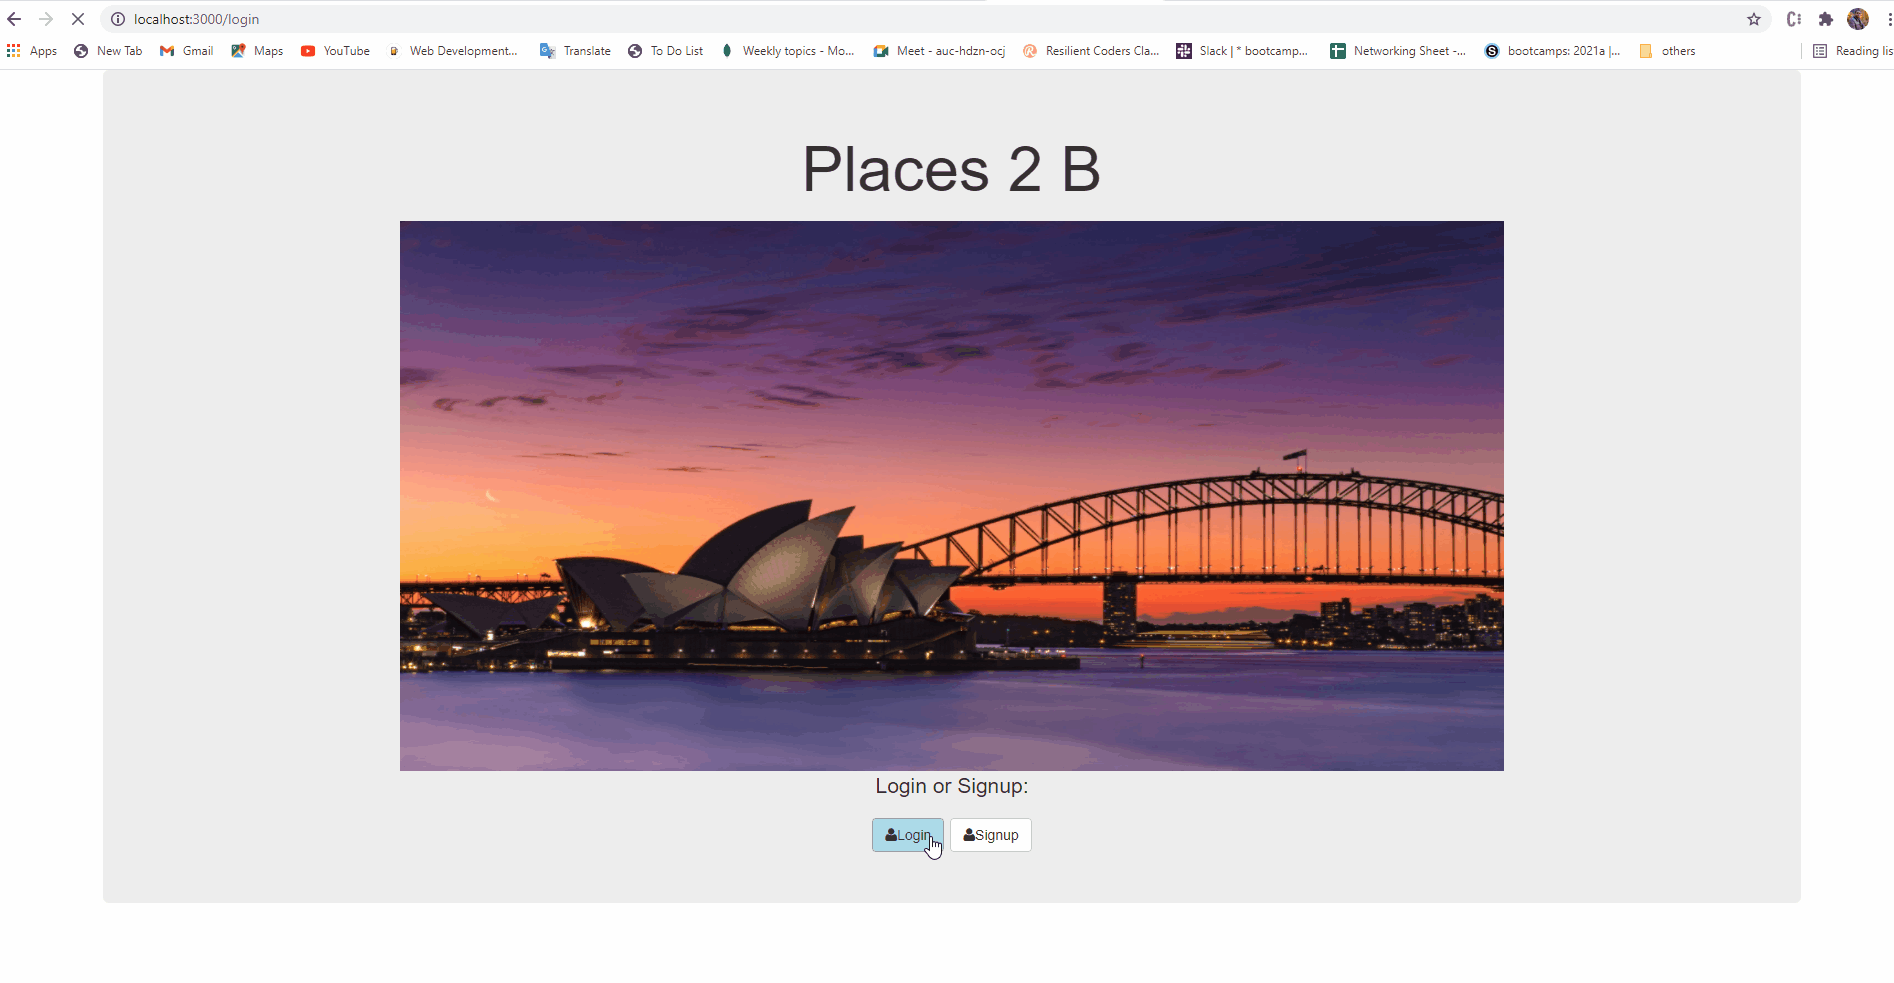 localhost:3000/login
Apps New Tab Gmail Maps YouTube Web Development... Translate To Do List Weekly topics - Mo... Meet - auc-hdzn-ocj Resilient Coders Cla... Slack | * bootcamp... Networking Sheet -... bootcamps: 2021a |... others Reading lis
Places 2 B
Login or Signup:
Login Signup